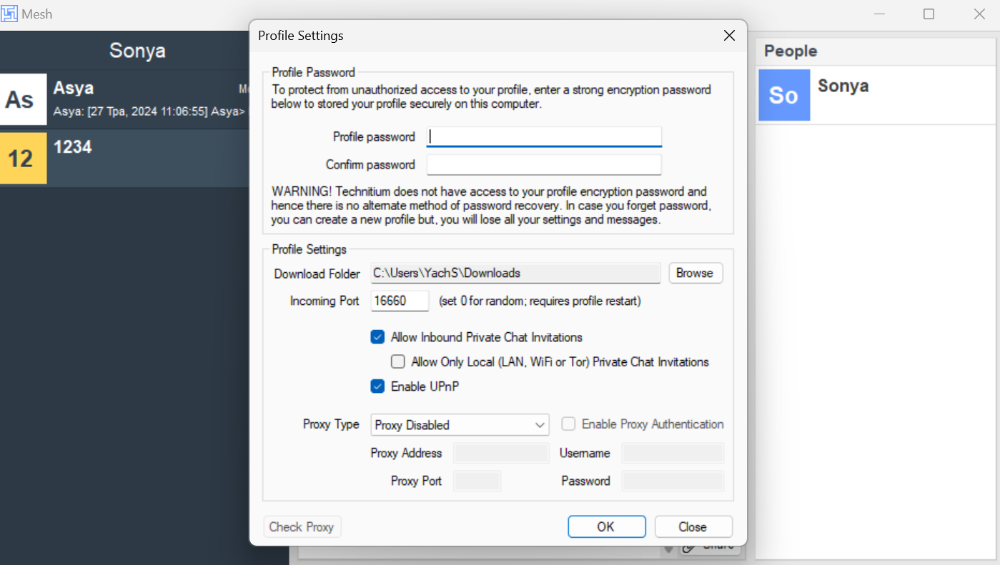 Mesh
Sonya
As
Asya
Asya: [27 Тра, 2024 11:06:55] Asya>
12
1234
Profile Settings
Profile Password
To protect from unauthorized access to your profile, enter a strong encryption password
below to stored your profile securely on this computer.
Profile password
Confirm password
WARNING! Technitium does not have access to your profile encryption password and
hence there is no alternate method of password recovery. In case you forget password,
you can create a new profile but, you will lose all your settings and messages.
Profile Settings
Download Folder C:\Users\YachS\Downloads Browse
Incoming Port 16660 (set 0 for random; requires profile restart)
Allow Inbound Private Chat Invitations
Allow Only Local (LAN, WiFi or Tor) Private Chat Invitations
Enable UPnP
Proxy Type Proxy Disabled Enable Proxy Authentication
Proxy Address Username
Proxy Port Password
Check Proxy OK Close
People
So
Sonya